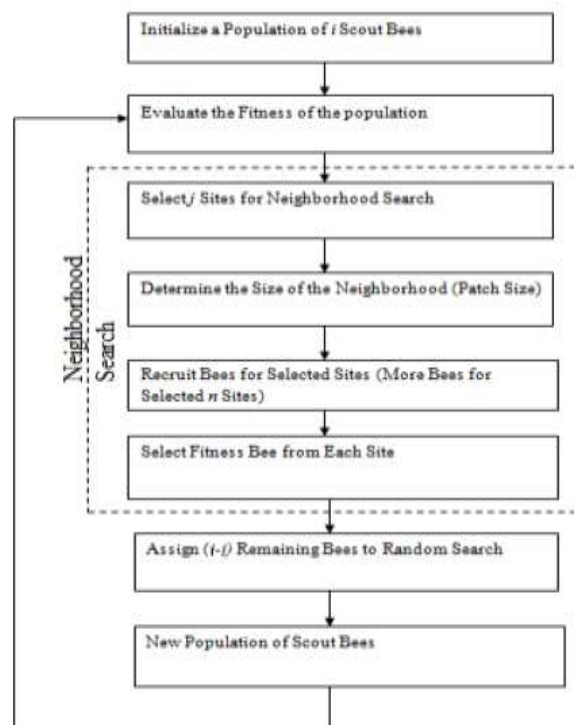 Initialize a Population of i Scout Bees
Evaluate the Fitness of the population
Select j Sites for Neighborhood Search
Determine the Size of the Neighborhood (Patch Size)
Neighborhood
Search
Recruit Bees for Selected Sites (More Bees for
Selected n Sites)
Select Fitness Bee from Each Site
Assign Remaining Bees to Random Search
New Population of Scout Bees